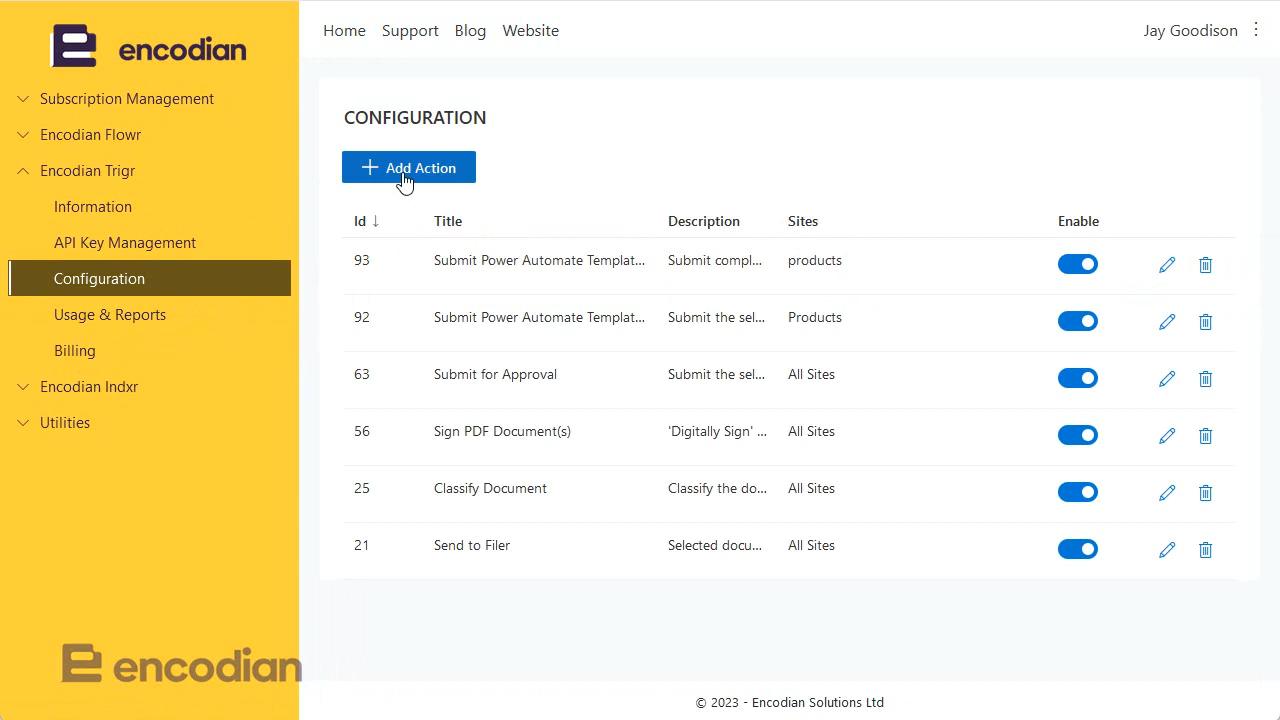 encodian
Home Support Blog Website
Jay Goodison
Subscription Management
Encodian Flowr
Encodian Trigr
Information
API Key Management
Configuration
Usage & Reports
Billing
Encodian Indxr
Utilities
encodian
CONFIGURATION
Add Action
Id Title Description Sites Enable
93 Submit Power Automate Templat... Submit compl... products
92 Submit Power Automate Templat... Submit the sel... Products
63 Submit for Approval Submit the sel... All Sites
56 Sign PDF Document(s) 'Digitally Sign' ... All Sites
25 Classify Document Classify the do... All Sites
21 Send to Filer Selected docu... All Sites
© 2023 - Encodian Solutions Ltd